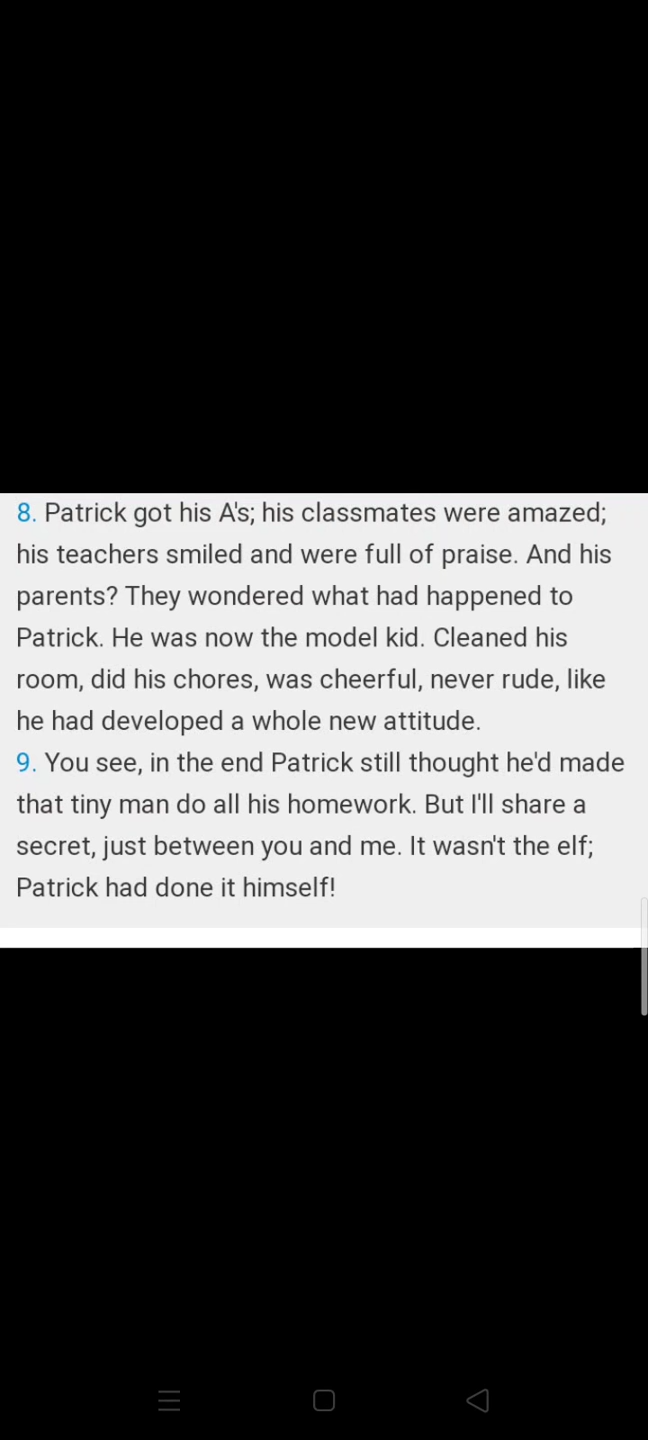 8. Patrick got his A's; his classmates were amazed;
his teachers smiled and were full of praise. And his
parents? They wondered what had happened to
Patrick. He was now the model kid. Cleaned his
room, did his chores, was cheerful, never rude, like
he had developed a whole new attitude.
9. You see, in the end Patrick still thought he'd made
that tiny man do all his homework. But I'll share a
secret, just between you and me. It wasn't the elf;
Patrick had done it himself!